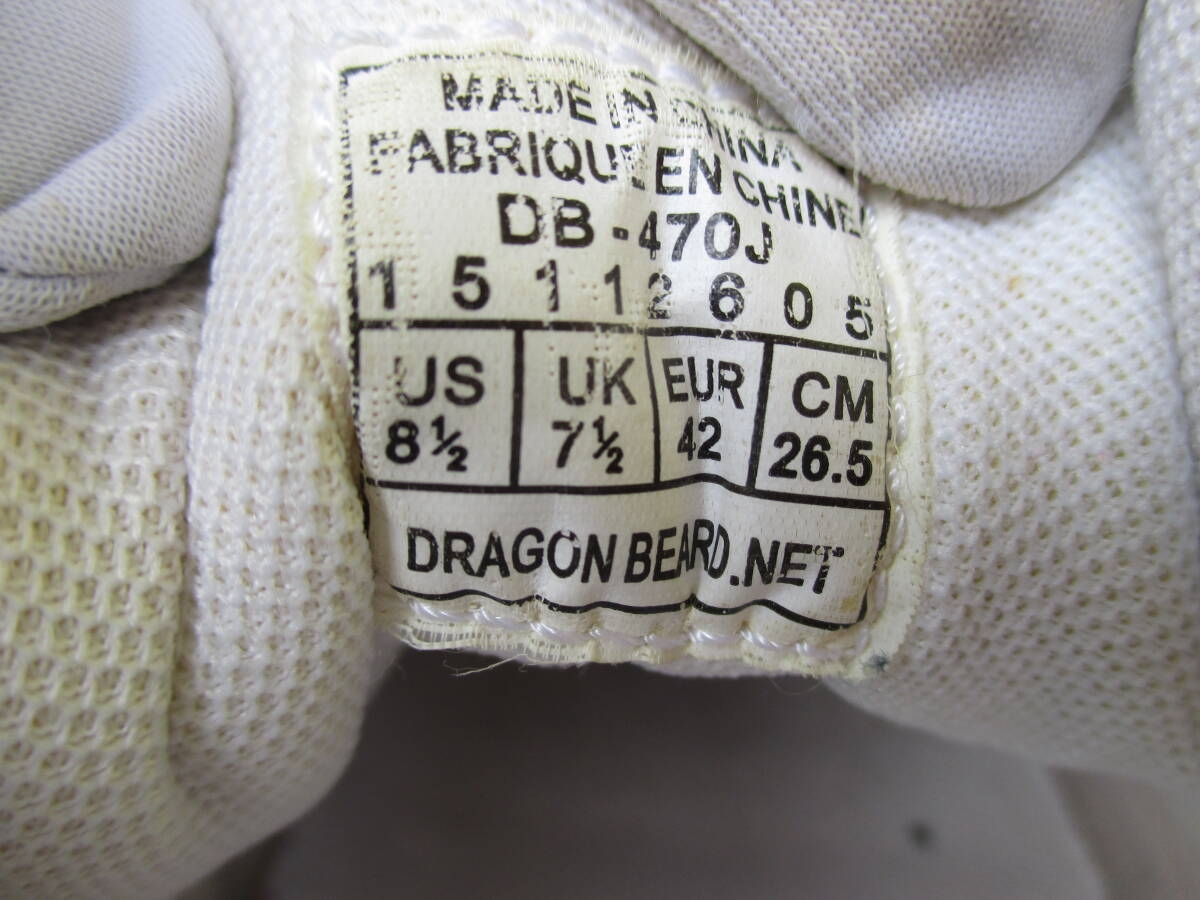 MADE IN CHINA
FABRIQUE EN CHINE
DB-470J
1 5 1 1 2 6 0 5
US UK EUR CM
8½ 7½ 42 26.5
DRAGON BEARD.NET